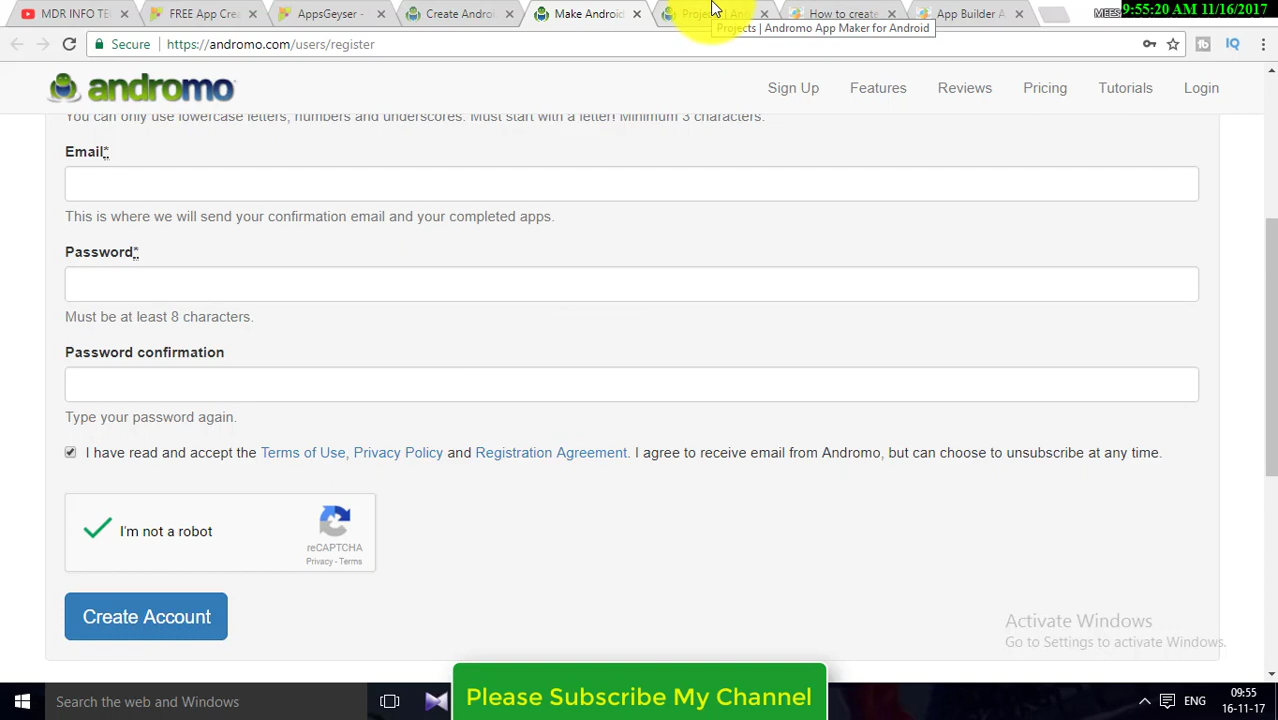 MDR INFO TE
FREE App Cre
AppsGeyser -
Create Androi
Make Android
Projects | An
How to create
App Builder A
9:55:20 AM 11/16/2017
Projects | Andromo App Maker for Android
Secure
https://andromo.com/users/register
andromo
Sign Up
Features
Reviews
Pricing
Tutorials
Login
You can only use lowercase letters, numbers and underscores. Must start with a letter! Minimum 3 characters.
Email*
This is where we will send your confirmation email and your completed apps.
Password*
Must be at least 8 characters.
Password confirmation
Type your password again.
I have read and accept the Terms of Use, Privacy Policy and Registration Agreement. I agree to receive email from Andromo, but can choose to unsubscribe at any time.
I'm not a robot
reCAPTCHA
Privacy - Terms
Create Account
Activate Windows
Go to Settings to activate Windows.
Please Subscribe My Channel
Search the web and Windows
ENG
09:55
16-11-17